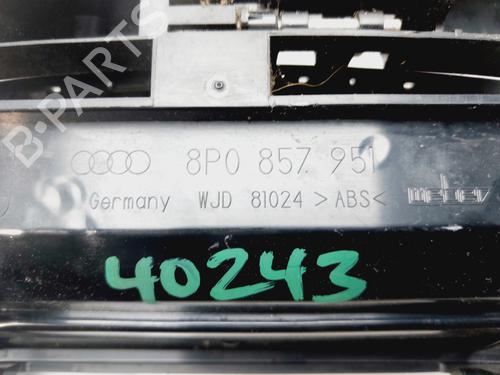 B-PARTS
8P0 857 951
Germany WJD 81024 >ABS<
40243